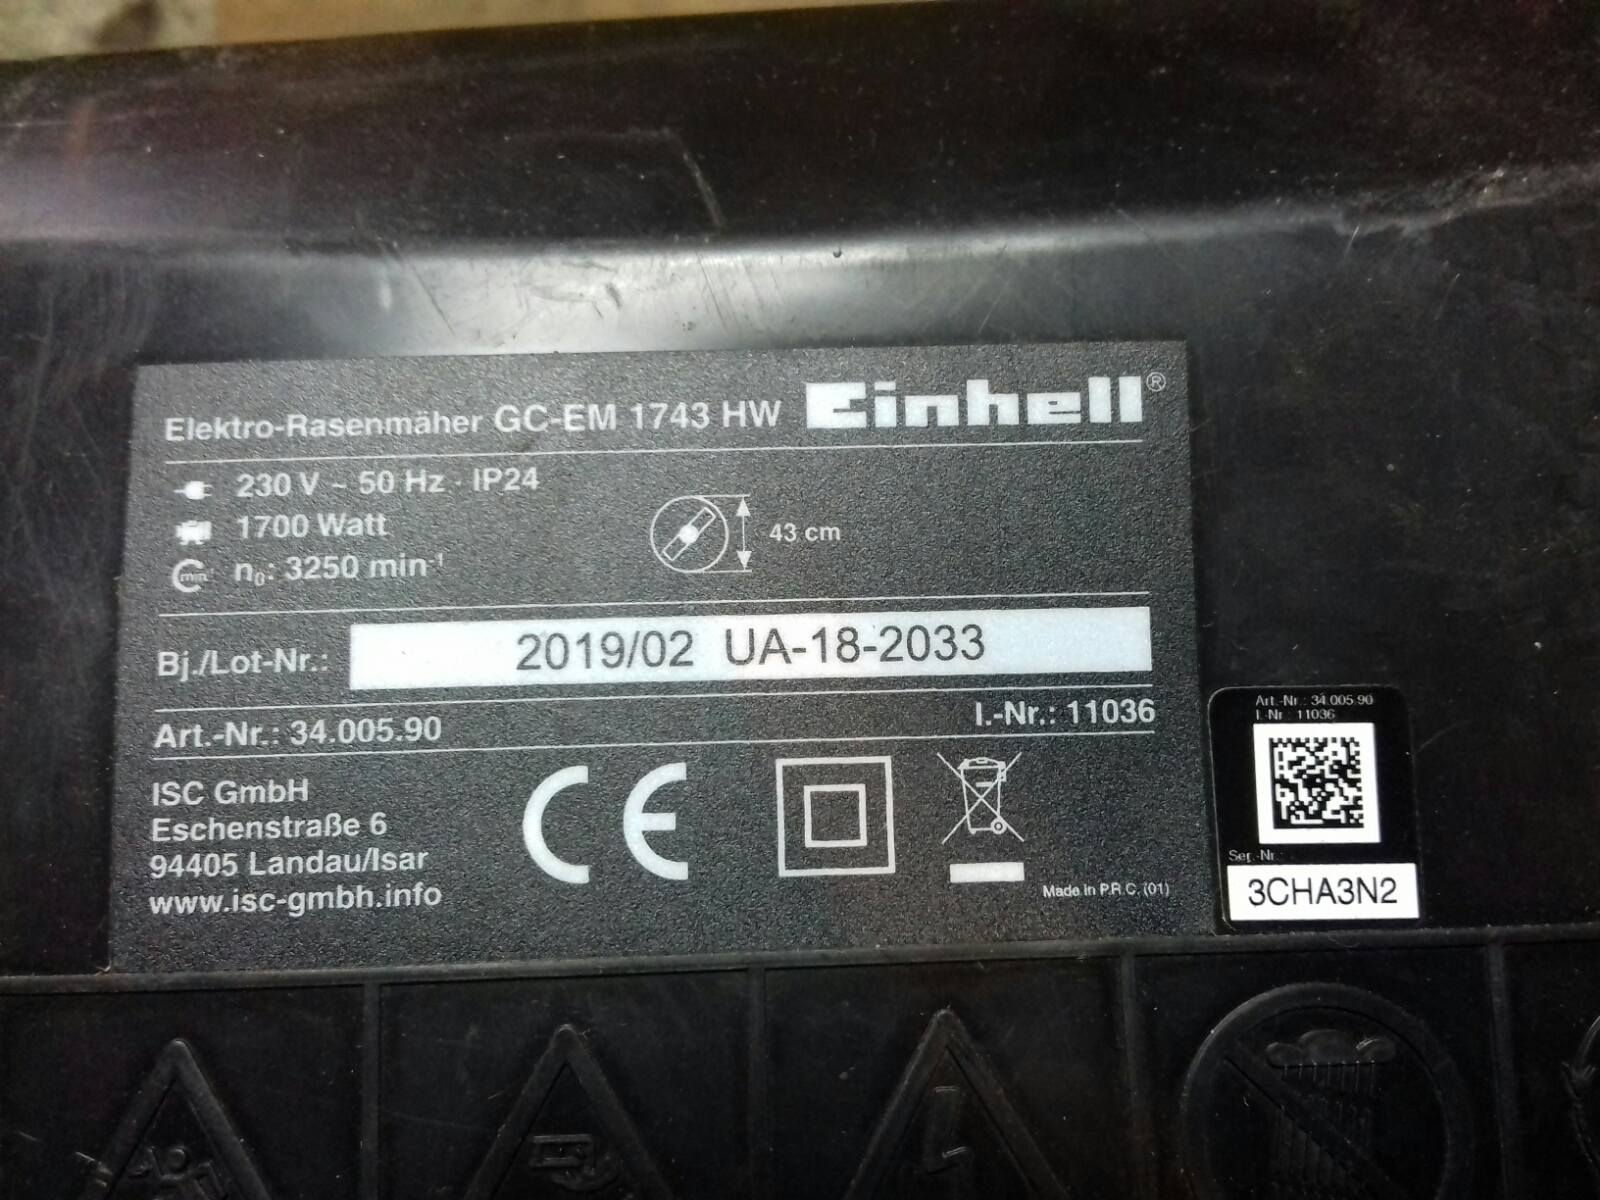 Elektro-Rasenmäher GC-EM 1743 HW Einhell®
230 V ~ 50 Hz · IP24
1700 Watt
min⁻¹ n₀: 3250 min⁻¹
43 cm
Bj./Lot-Nr.: 2019/02 UA-18-2033
Art.-Nr.: 34.005.90 I.-Nr.: 11036
ISC GmbH
Eschenstraße 6
94405 Landau/Isar
www.isc-gmbh.info
CE
Made in P.R.C. (01)
Art.-Nr.: 34.005.90
I.-Nr.: 11036
Ser.-Nr.:
3CHA3N2